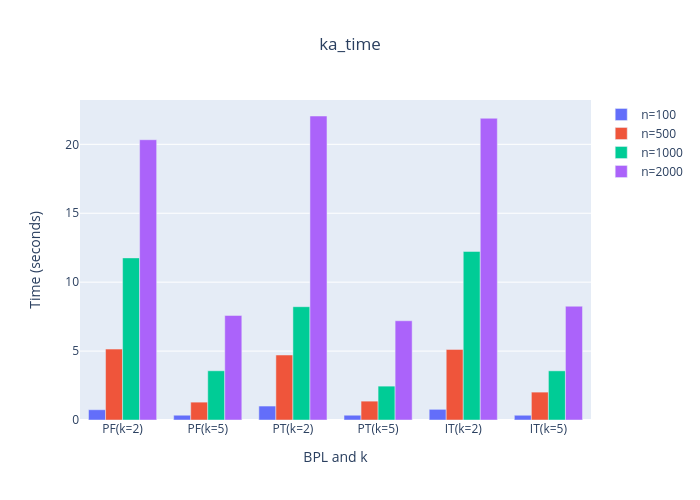 ka_time
n=100
n=500
n=1000
n=2000
Time (seconds)
20
15
10
5
0
PF(k=2) PF(k=5) PT(k=2) PT(k=5) IT(k=2) IT(k=5)
BPL and k